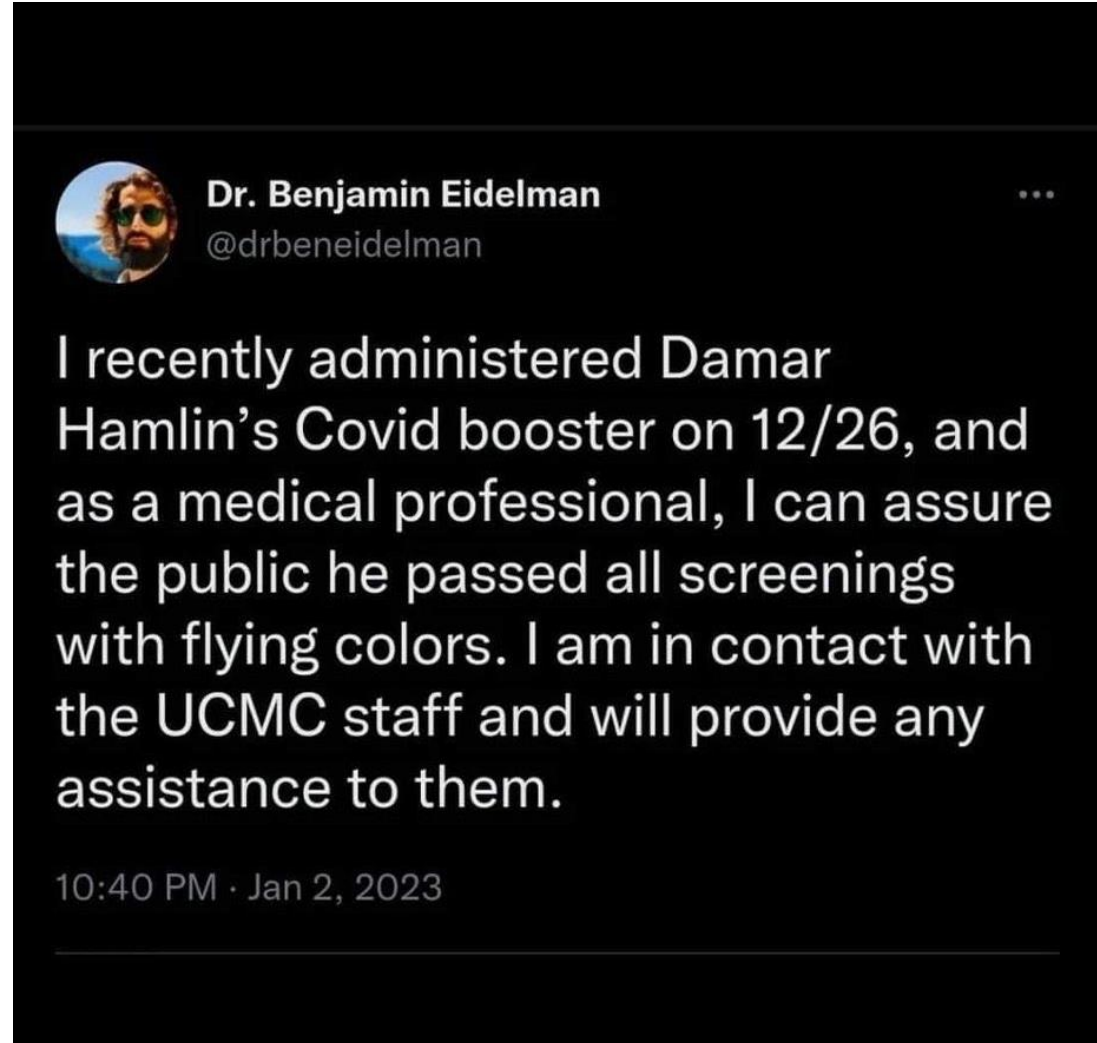 Dr. Benjamin Eidelman
@drbeneidelman
I recently administered Damar
Hamlin’s Covid booster on 12/26, and
as a medical professional, I can assure
the public he passed all screenings
with flying colors. I am in contact with
the UCMC staff and will provide any
assistance to them.
10:40 PM · Jan 2, 2023